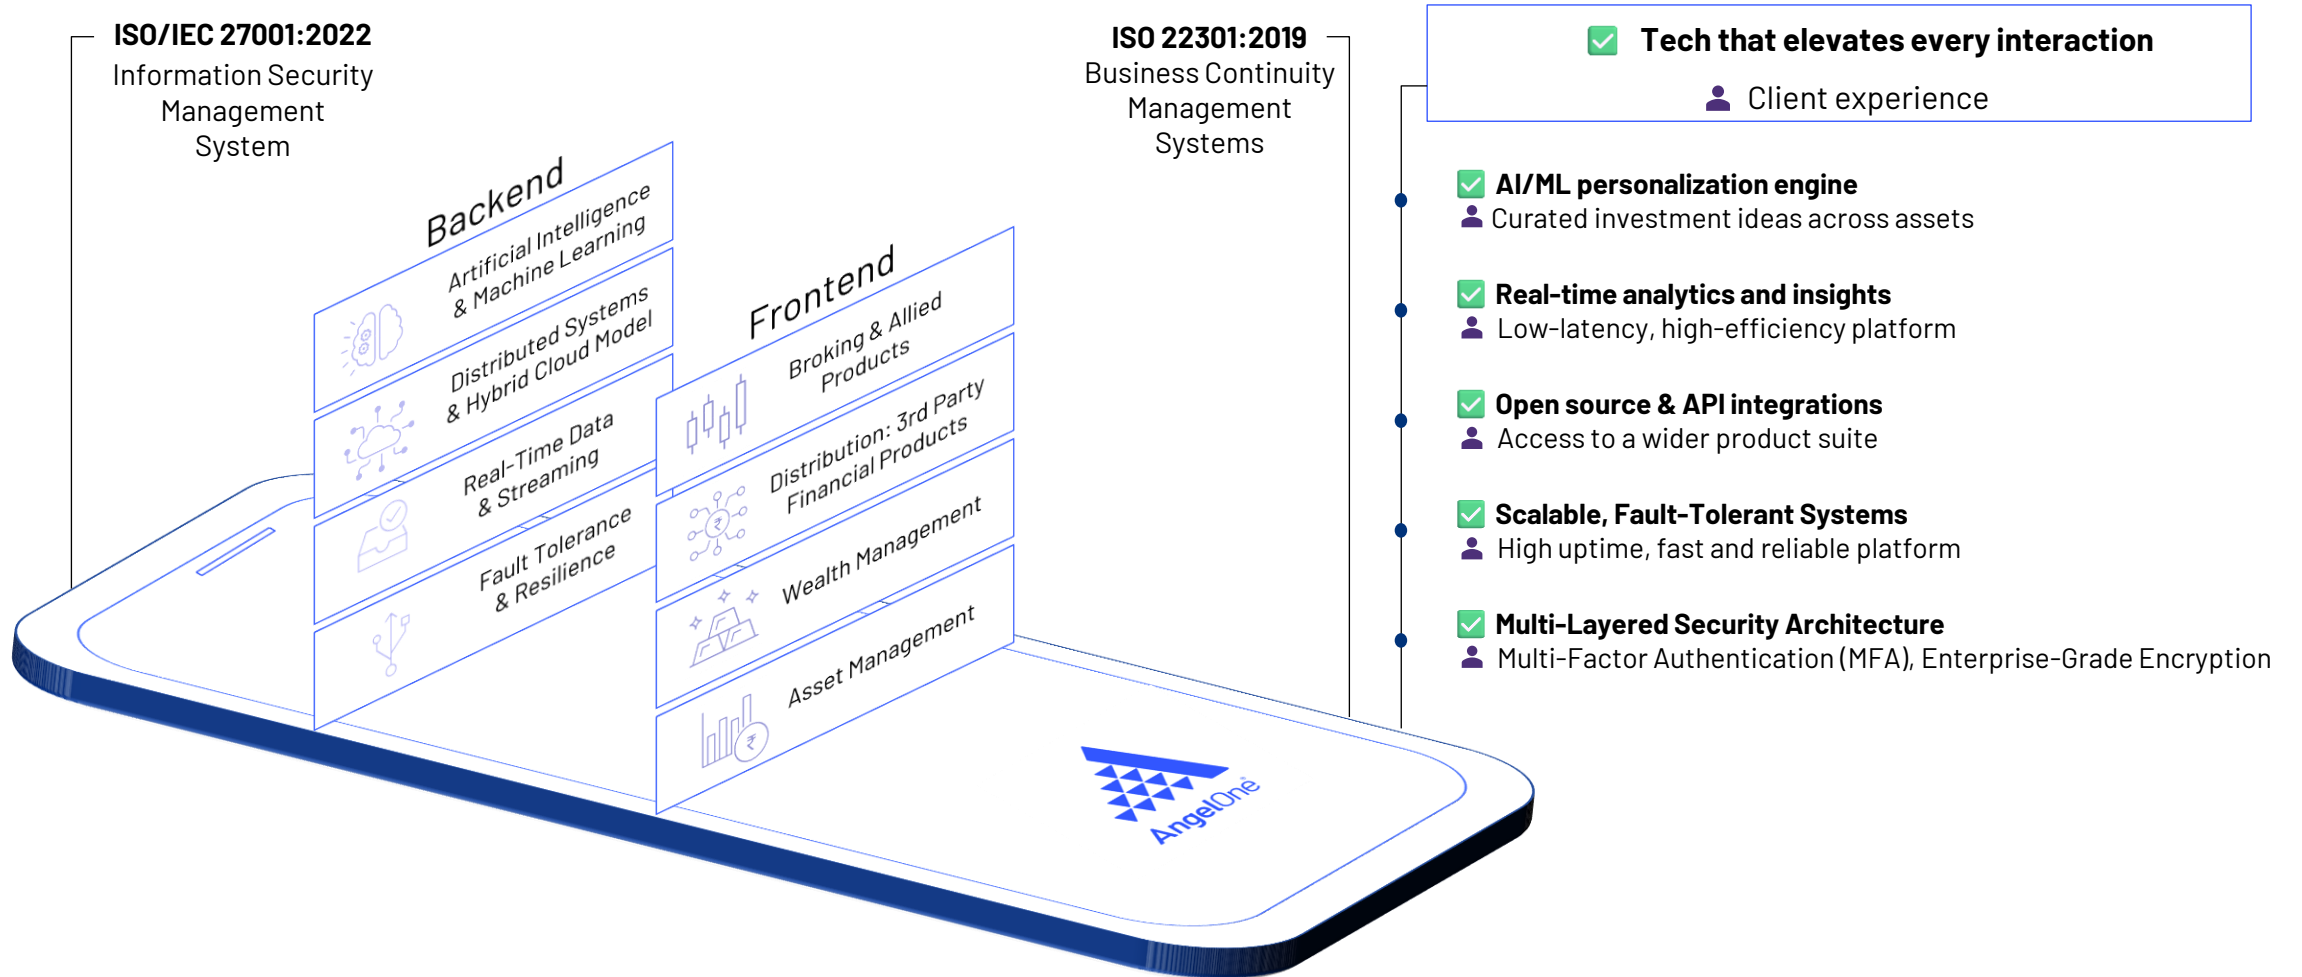 ISO/IEC 27001:2022
Information Security
Management
System
Backend
Artificial Intelligence
& Machine Learning
Distributed Systems
& Hybrid Cloud Model
Real-Time Data
& Streaming
Fault Tolerance
& Resilience
Frontend
Broking & Allied
Products
Distribution: 3rd Party
Financial Products
Wealth Management
Asset Management
ISO 22301:2019
Business Continuity
Management
Systems
AngelOne
Tech that elevates every interaction
Client experience
AI/ML personalization engine
Curated investment ideas across assets
Real-time analytics and insights
Low-latency, high-efficiency platform
Open source & API integrations
Access to a wider product suite
Scalable, Fault-Tolerant Systems
High uptime, fast and reliable platform
Multi-Layered Security Architecture
Multi-Factor Authentication (MFA), Enterprise-Grade Encryption